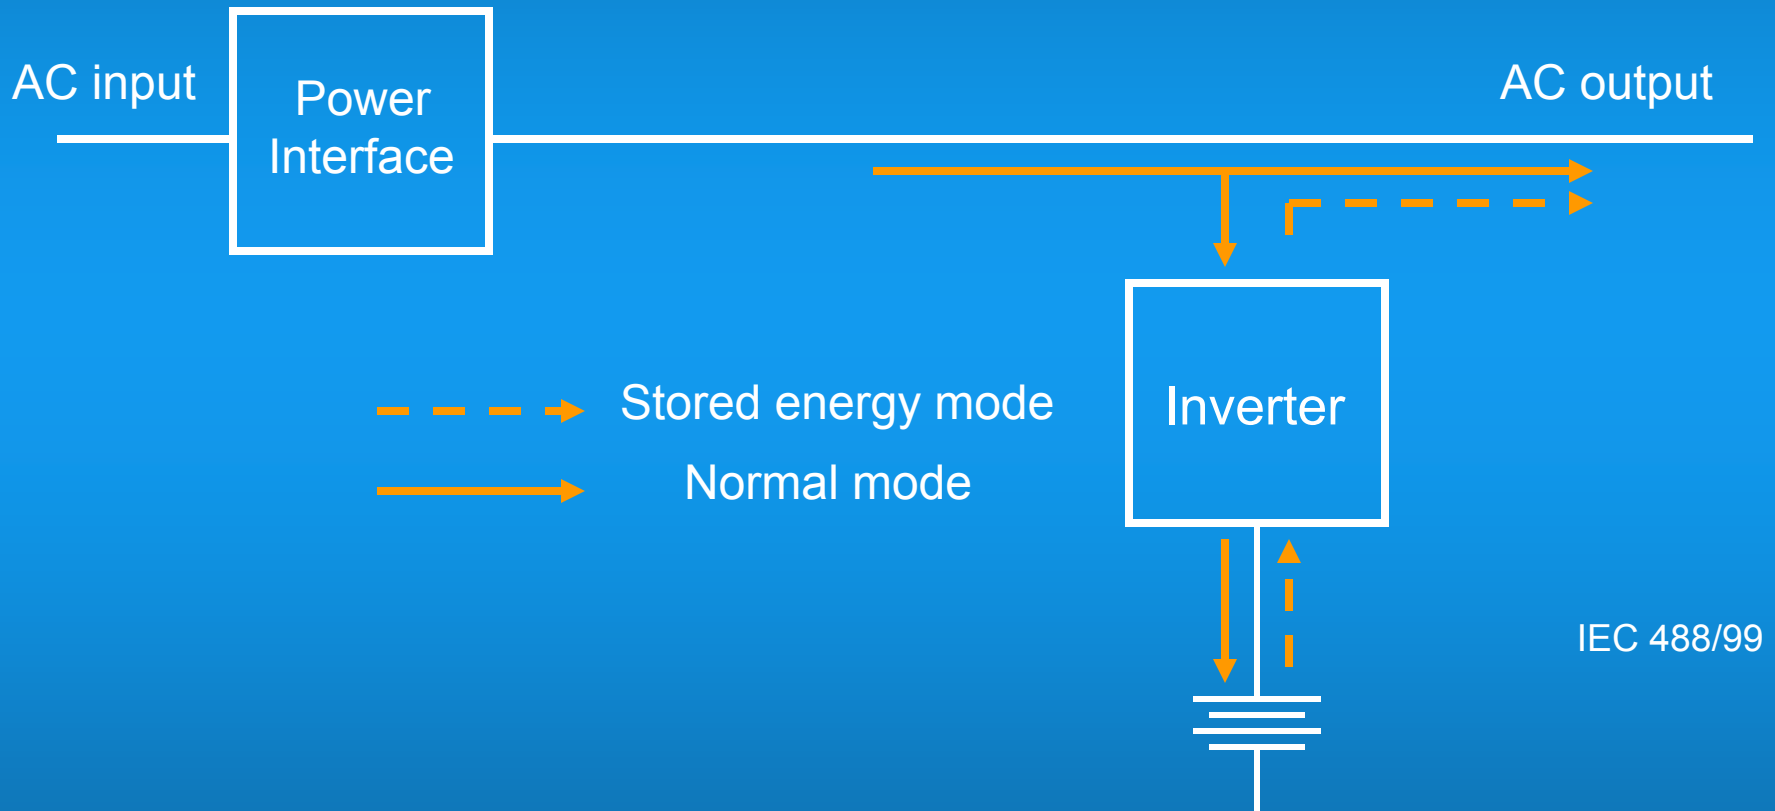 AC input
Power
Interface
AC output
Stored energy mode
Normal mode
Inverter
IEC 488/99